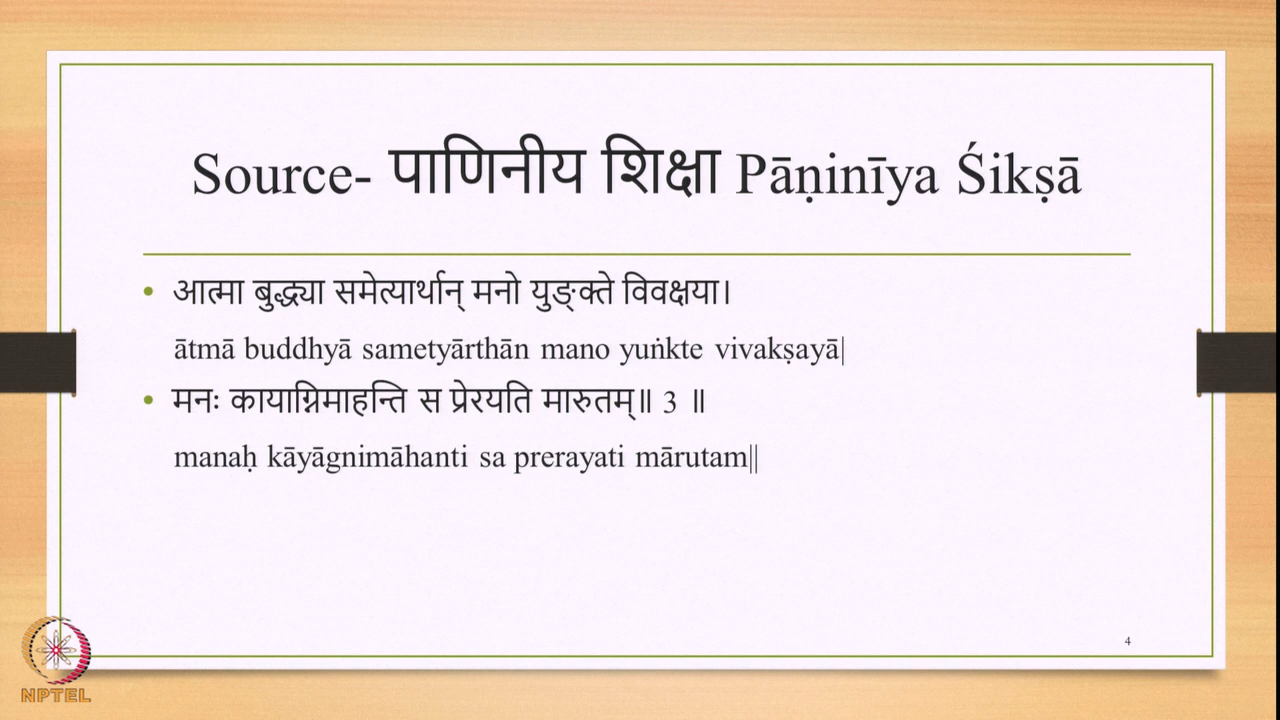 Source- पाणिनीय शिक्षा Pāṇinīya Śikṣā
• आत्मा बुद्ध्या समेत्यार्थान् मनो युङ्क्ते विवक्षया।
ātmā buddhyā sametyārthān mano yuṅkte vivakṣayā|
• मनः कायाग्निमाहन्ति स प्रेरयति मारुतम्॥ 3 ॥
manaḥ kāyāgnimāhanti sa prerayati mārutam||
4
NPTEL